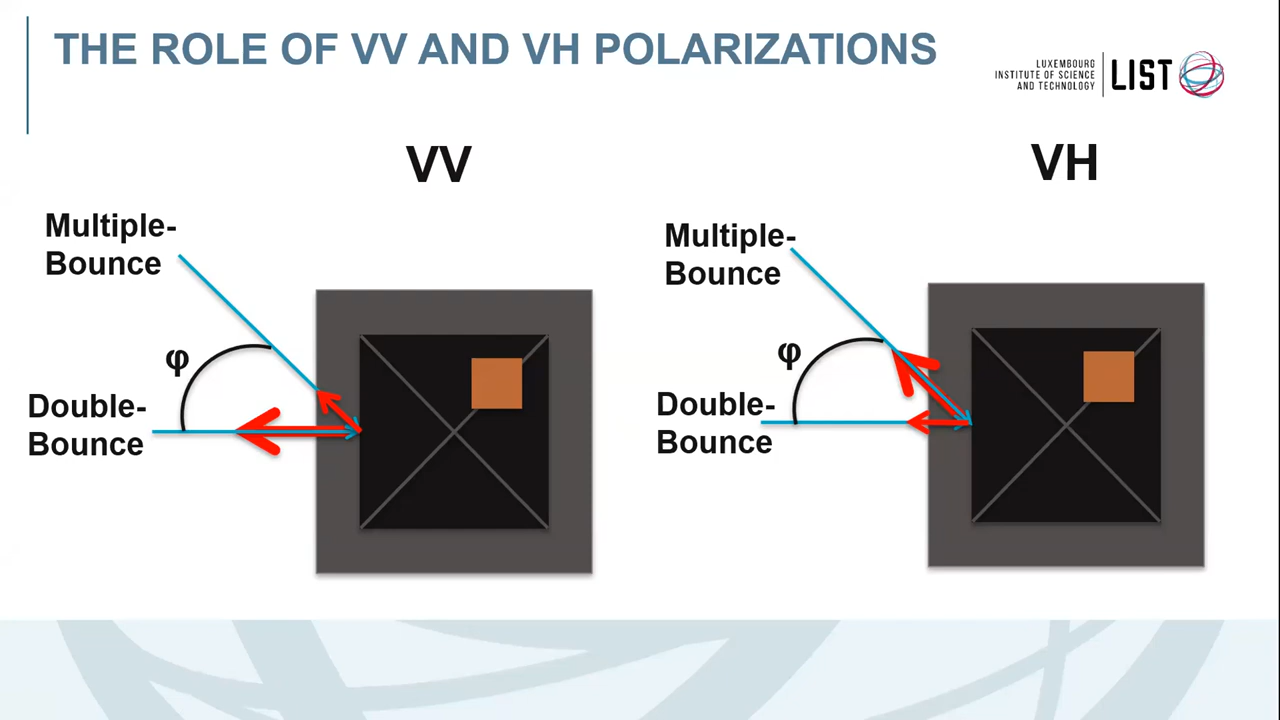 THE ROLE OF VV AND VH POLARIZATIONS
LUXEMBOURG
INSTITUTE OF SCIENCE
AND TECHNOLOGY
LIST
VV
Multiple-
Bounce
φ
Double-
Bounce
VH
Multiple-
Bounce
φ
Double-
Bounce